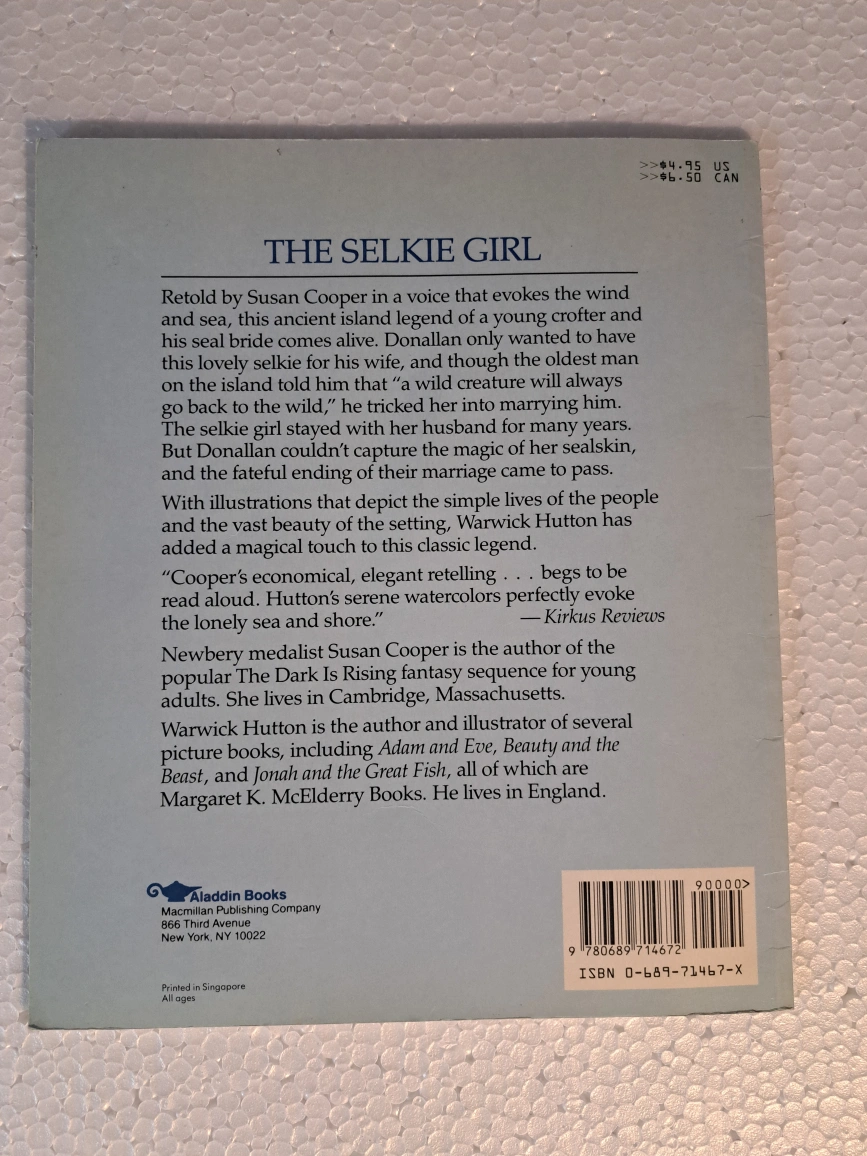 >>$4.95 US
>>$6.50 CAN
THE SELKIE GIRL
Retold by Susan Cooper in a voice that evokes the wind
and sea, this ancient island legend of a young crofter and
his seal bride comes alive. Donallan only wanted to have
this lovely selkie for his wife, and though the oldest man
on the island told him that “a wild creature will always
go back to the wild,” he tricked her into marrying him.
The selkie girl stayed with her husband for many years.
But Donallan couldn’t capture the magic of her sealskin,
and the fateful ending of their marriage came to pass.
With illustrations that depict the simple lives of the people
and the vast beauty of the setting, Warwick Hutton has
added a magical touch to this classic legend.
“Cooper’s economical, elegant retelling . . . begs to be
read aloud. Hutton’s serene watercolors perfectly evoke
the lonely sea and shore.” — Kirkus Reviews
Newbery medalist Susan Cooper is the author of the
popular The Dark Is Rising fantasy sequence for young
adults. She lives in Cambridge, Massachusetts.
Warwick Hutton is the author and illustrator of several
picture books, including Adam and Eve, Beauty and the
Beast, and Jonah and the Great Fish, all of which are
Margaret K. McElderry Books. He lives in England.
Aladdin Books
Macmillan Publishing Company
866 Third Avenue
New York, NY 10022
Printed in Singapore
All ages
90000>
9 780689 714672
ISBN 0-689-71467-X